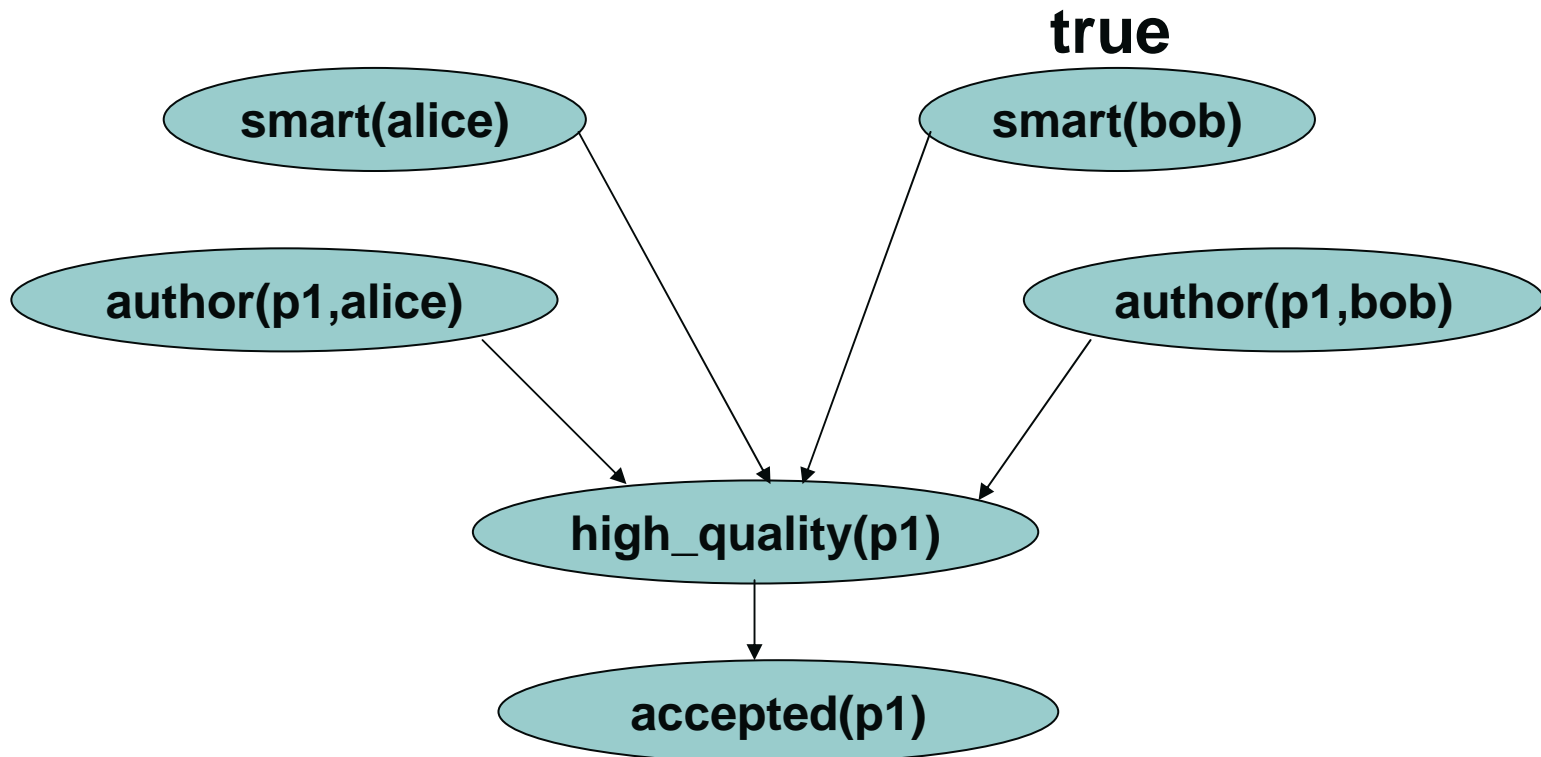 true
smart(alice)
smart(bob)
author(p1,alice)
author(p1,bob)
high_quality(p1)
accepted(p1)